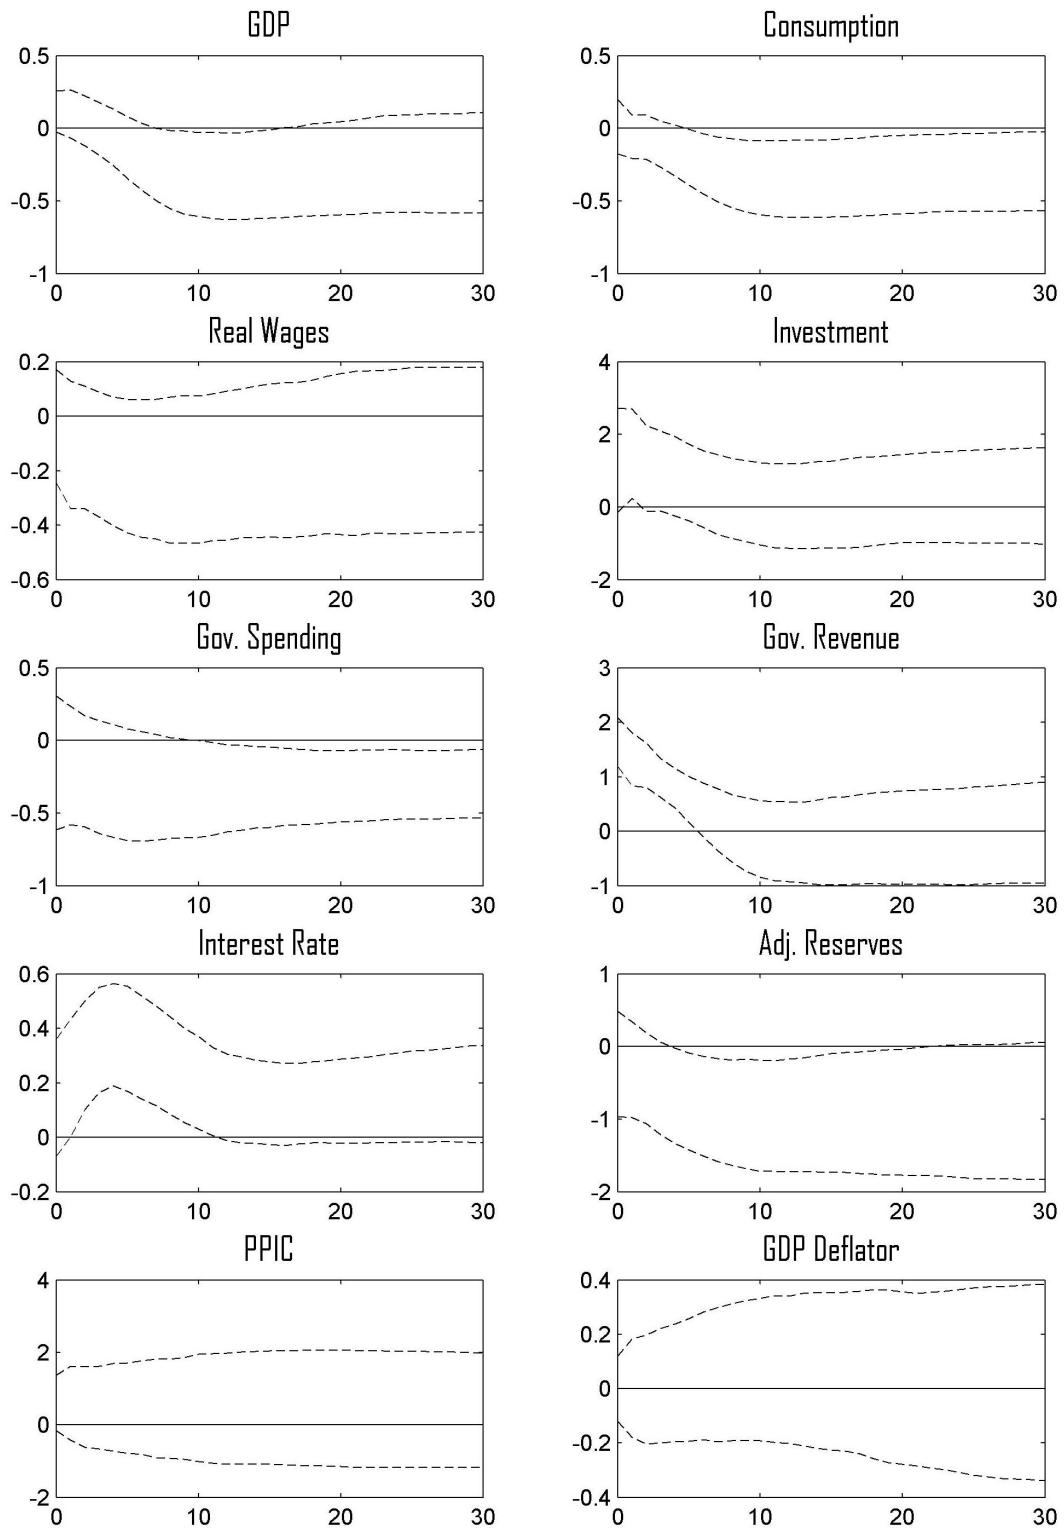 GDP
0.5
0
-0.5
-1
0 10 20 30
Consumption
0.5
0
-0.5
-1
0 10 20 30
Real Wages
0.2
0
-0.2
-0.4
-0.6
0 10 20 30
Investment
4
2
0
-2
0 10 20 30
Gov. Spending
0.5
0
-0.5
-1
0 10 20 30
Gov. Revenue
3
2
1
0
-1
0 10 20 30
Interest Rate
0.6
0.4
0.2
0
-0.2
0 10 20 30
Adj. Reserves
1
0
-1
-2
0 10 20 30
PPIC
4
2
0
-2
0 10 20 30
GDP Deflator
0.4
0.2
0
-0.2
-0.4
0 10 20 30